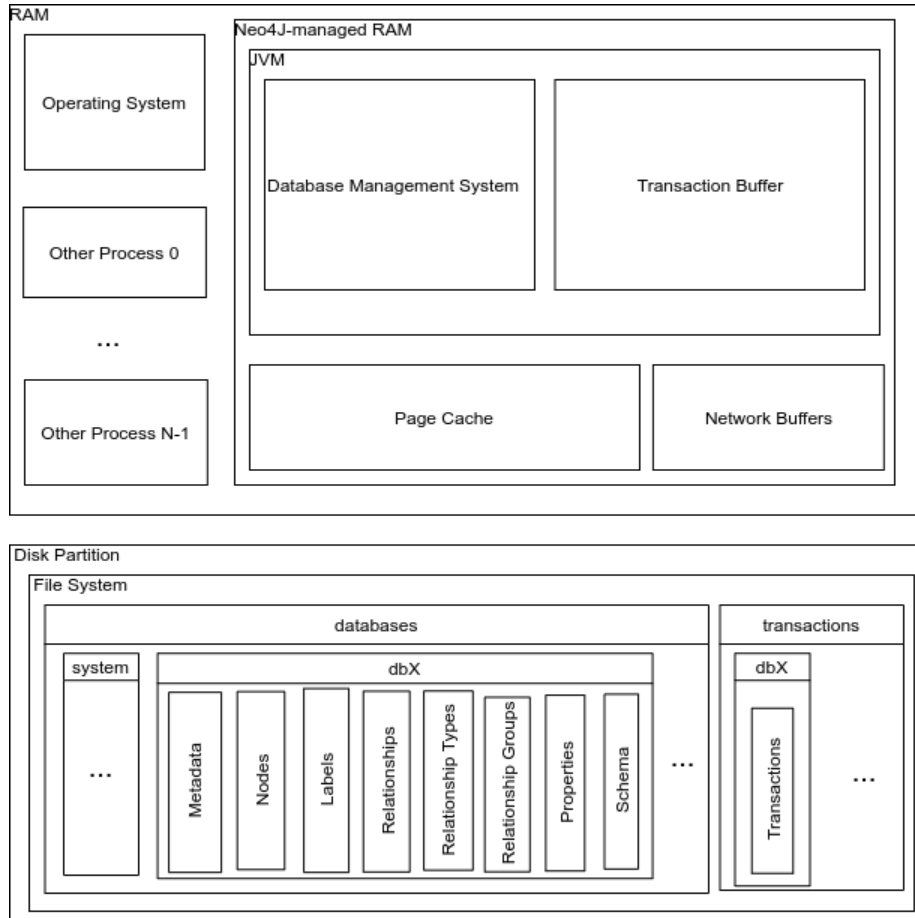 RAM
Neo4J-managed RAM
JVM
Operating System
Database Management System
Transaction Buffer
Other Process 0
...
Other Process N-1
Page Cache
Network Buffers
Disk Partition
File System
databases
transactions
system
dbX
dbX
...
Metadata
Nodes
Labels
Relationships
Relationship Types
Relationship Groups
Properties
Schema
...
Transactions
...